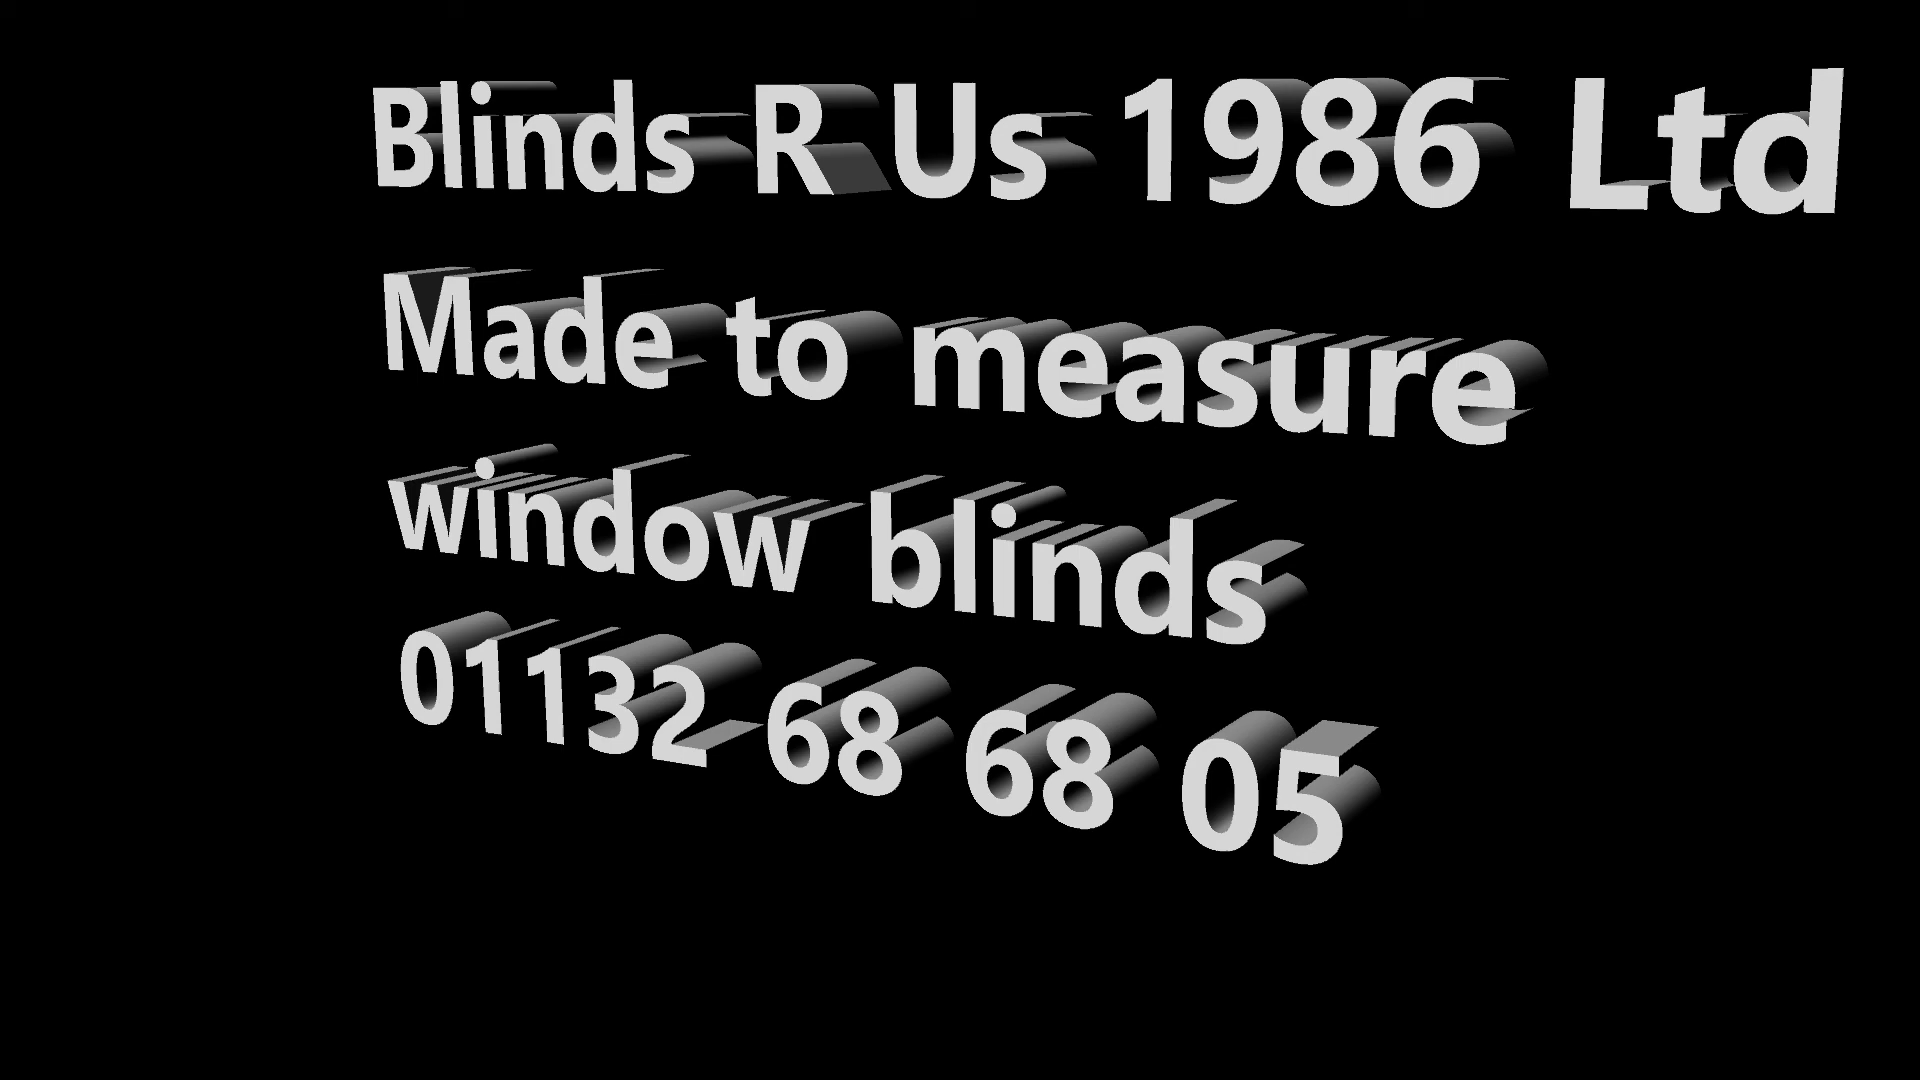 Blinds R Us 1986 Ltd
Made to measure
window blinds
01132 68 68 05